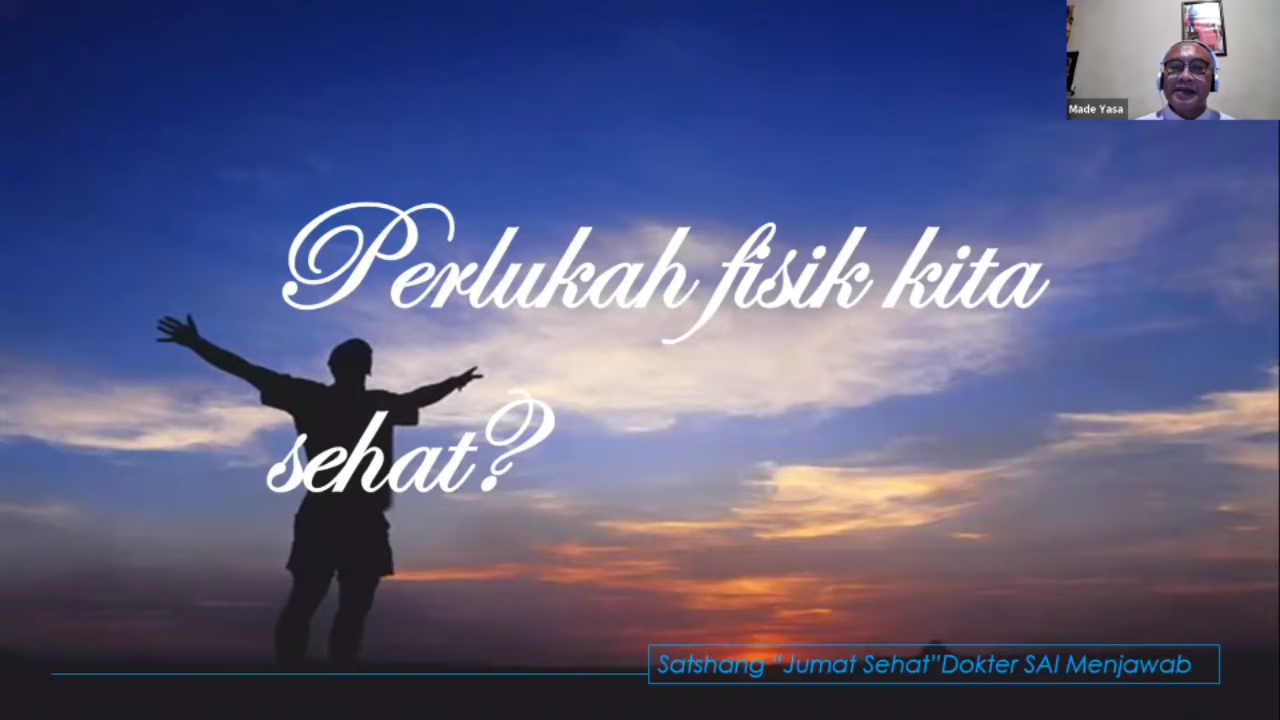 Made Yasa
Perlukah fisik kita
sehat?
Satshang “Jumat Sehat”Dokter SAI Menjawab